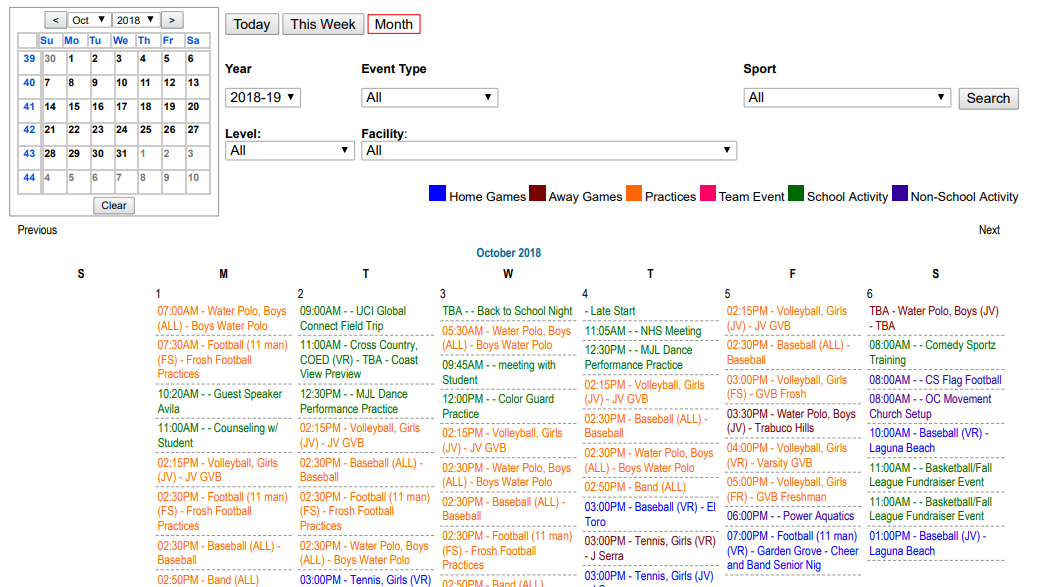 < Oct 2018 >
Su Mo Tu We Th Fr Sa
39 30 1 2 3 4 5 6
40 7 8 9 10 11 12 13
41 14 15 16 17 18 19 20
42 21 22 23 24 25 26 27
43 28 29 30 31 1 2 3
44 4 5 6 7 8 9 10
Clear
Today This Week Month
Year Event Type Sport
2018-19 All All Search
Level: Facility:
All All
Home Games Away Games Practices Team Event School Activity Non-School Activity
Previous Next
October 2018
S M T W T F S
1
07:00AM - Water Polo, Boys
(ALL) - Boys Water Polo
07:30AM - Football (11 man)
(FS) - Frosh Football
Practices
10:20AM - - Guest Speaker
Avila
11:00AM - - Counseling w/
Student
02:15PM - Volleyball, Girls
(JV) - JV GVB
02:30PM - Football (11 man)
(FS) - Frosh Football
Practices
02:30PM - Baseball (ALL) -
Baseball
02:50PM - Band (ALL)
2
09:00AM - - UCI Global
Connect Field Trip
11:00AM - Cross Country,
COED (VR) - TBA - Coast
View Preview
12:30PM - - MJL Dance
Performance Practice
02:15PM - Volleyball, Girls
(JV) - JV GVB
02:30PM - Baseball (ALL) -
Baseball
02:30PM - Football (11 man)
(FS) - Frosh Football
Practices
02:30PM - Water Polo, Boys
(ALL) - Boys Water Polo
03:00PM - Tennis, Girls (VR)
3
TBA - - Back to School Night
05:30AM - Water Polo, Boys
(ALL) - Boys Water Polo
09:45AM - - meeting with
Student
12:00PM - - Color Guard
Practice
02:15PM - Volleyball, Girls
(JV) - JV GVB
02:30PM - Water Polo, Boys
(ALL) - Boys Water Polo
02:30PM - Baseball (ALL) -
Baseball
02:30PM - Football (11 man)
(FS) - Frosh Football
Practices
02:50PM - Band (ALL)
4
- Late Start
11:05AM - - NHS Meeting
12:30PM - - MJL Dance
Performance Practice
02:15PM - Volleyball, Girls
(JV) - JV GVB
02:30PM - Baseball (ALL) -
Baseball
02:30PM - Water Polo, Boys
(ALL) - Boys Water Polo
02:50PM - Band (ALL)
03:00PM - Baseball (VR) - El
Toro
03:00PM - Tennis, Girls (VR)
- J Serra
03:00PM - Tennis, Girls (JV)
5
02:15PM - Volleyball, Girls
(JV) - JV GVB
02:30PM - Baseball (ALL) -
Baseball
03:00PM - Volleyball, Girls
(FS) - GVB Frosh
03:30PM - Water Polo, Boys
(JV) - Trabuco Hills
04:00PM - Volleyball, Girls
(VR) - Varsity GVB
05:00PM - Volleyball, Girls
(FR) - GVB Freshman
06:00PM - - Power Aquatics
07:00PM - Football (11 man)
(VR) - Garden Grove - Cheer
and Band Senior Nig
6
TBA - Water Polo, Boys (JV)
- TBA
08:00AM - - Comedy Sportz
Training
08:00AM - - CS Flag Football
08:00AM - - OC Movement
Church Setup
10:00AM - Baseball (VR) -
Laguna Beach
11:00AM - - Basketball/Fall
League Fundraiser Event
11:00AM - - Basketball/Fall
League Fundraiser Event
01:00PM - Baseball (JV) -
Laguna Beach